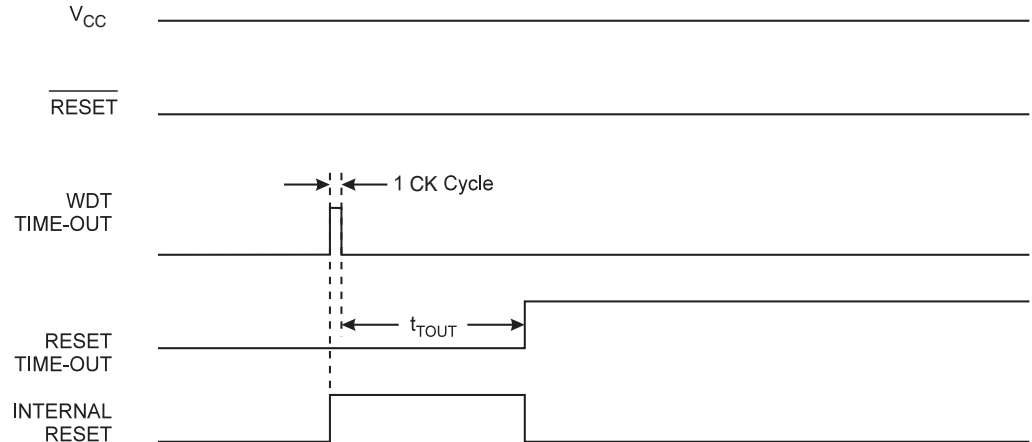 VCC
RESET
1 CK Cycle
WDT
TIME-OUT
tTOUT
RESET
TIME-OUT
INTERNAL
RESET